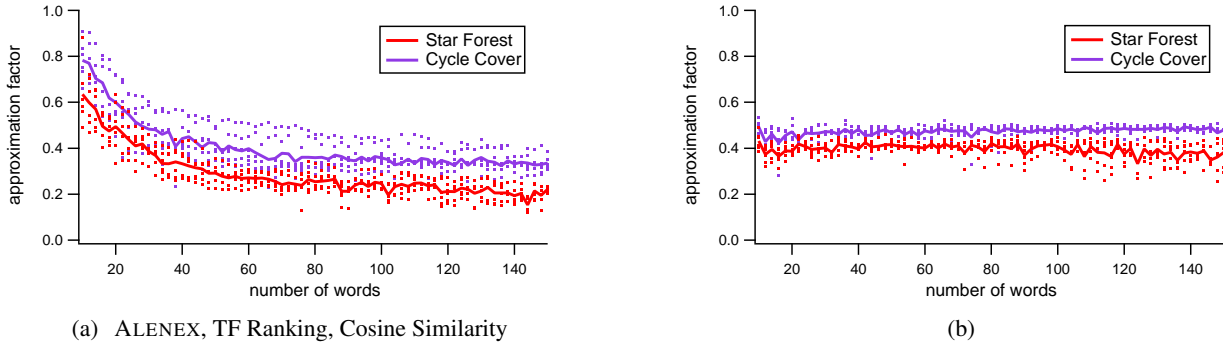 1.0
0.8
0.6
0.4
0.2
0.0
approximation factor
20 40 60 80 100 120 140
number of words
Star Forest
Cycle Cover
(a) ALENEX, TF Ranking, Cosine Similarity
1.0
0.8
0.6
0.4
0.2
0.0
approximation factor
20 40 60 80 100 120 140
number of words
Star Forest
Cycle Cover
(b)